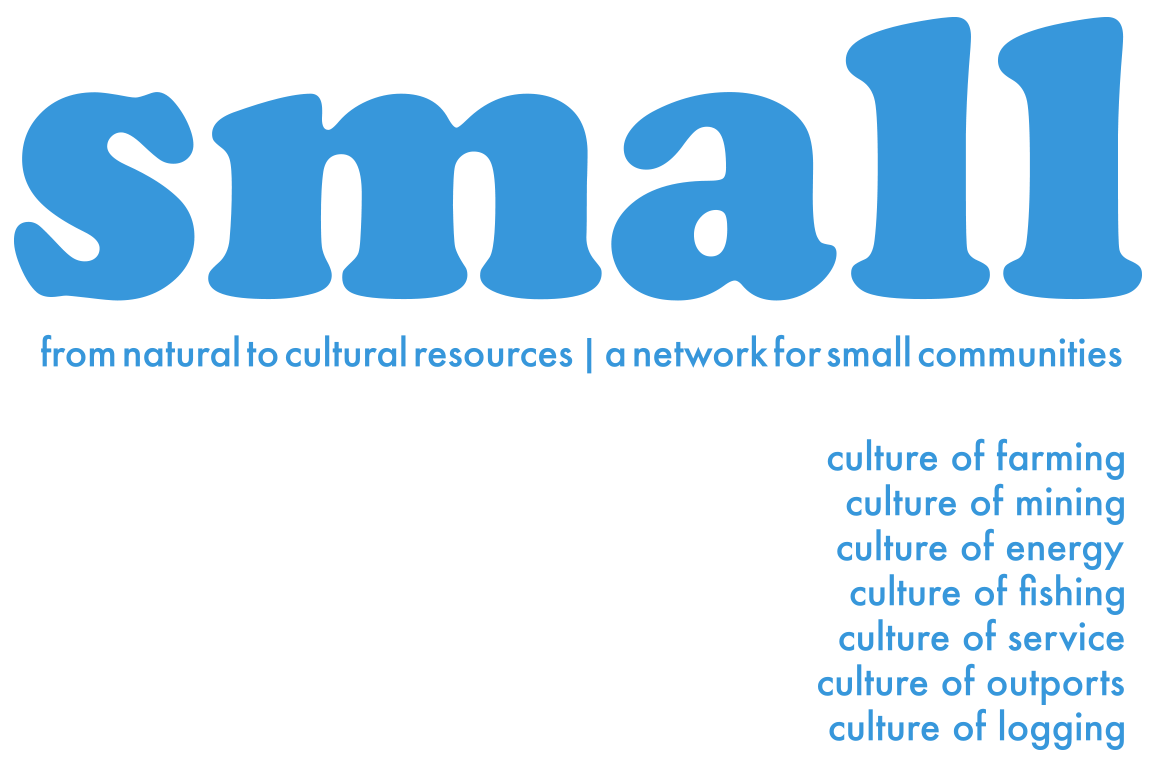 small
from natural to cultural resources | a network for small communities
culture of farming
culture of mining
culture of energy
culture of fishing
culture of service
culture of outports
culture of logging